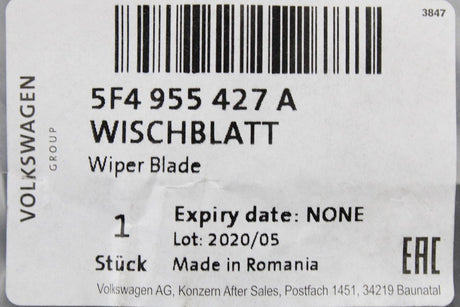 3847
VOLKSWAGEN
GROUP
5F4 955 427 A
WISCHBLATT
Wiper Blade
1
Stück
Expiry date: NONE
Lot: 2020/05
Made in Romania
EAC
Volkswagen AG, Konzern After Sales, Postfach 1451, 34219 Baunatal